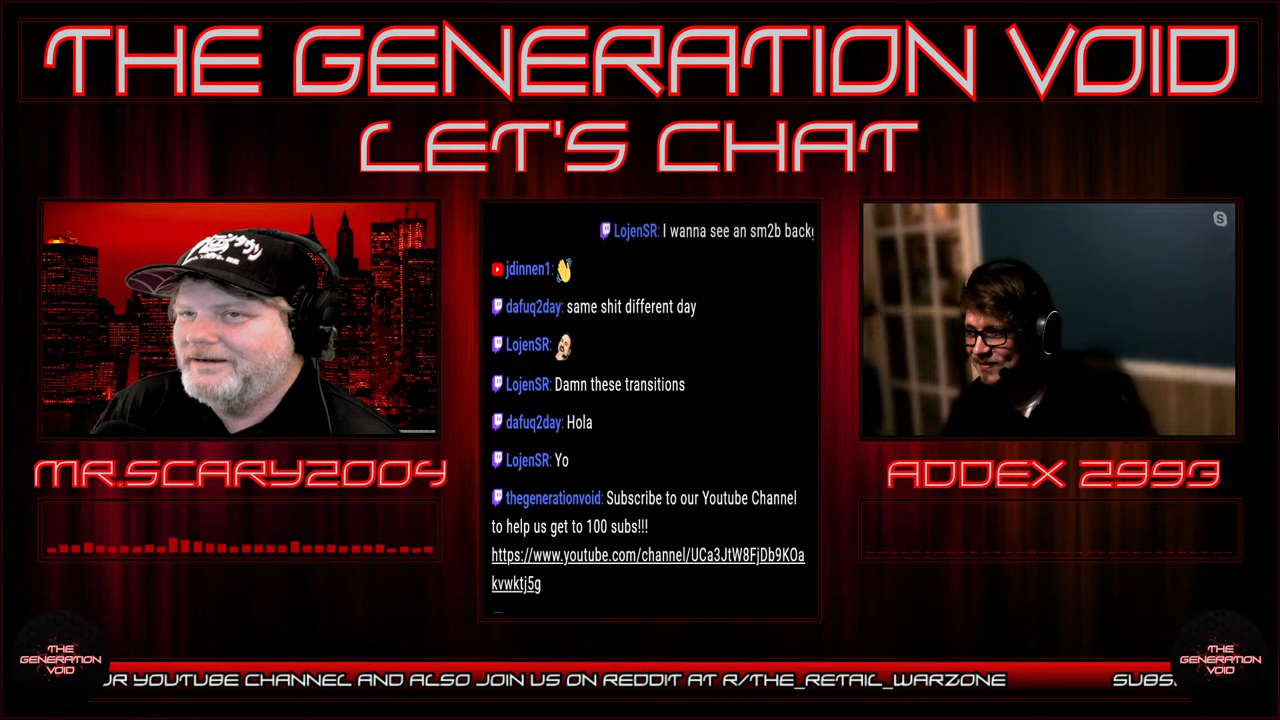 THE GENERATION VOID
LET'S CHAT
LojenSR: I wanna see an sm2b back
jdinnen1: 👋
dafuq2day: same shit different day
LojenSR:
LojenSR: Damn these transitions
dafuq2day: Hola
LojenSR: Yo
thegenerationvoid: Subscribe to our Youtube Channel
to help us get to 100 subs!!!
https://www.youtube.com/channel/UCa3JtW8FjDb9KOa
kvwktj5g
MR.SCARY2004
ADDEX 2993
THE
GENERATION
VOID
UR YOUTUBE CHANNEL AND ALSO JOIN US ON REDDIT AT R/THE_RETAIL_WARZONE
SUBS
THE
GENERATION
VOID